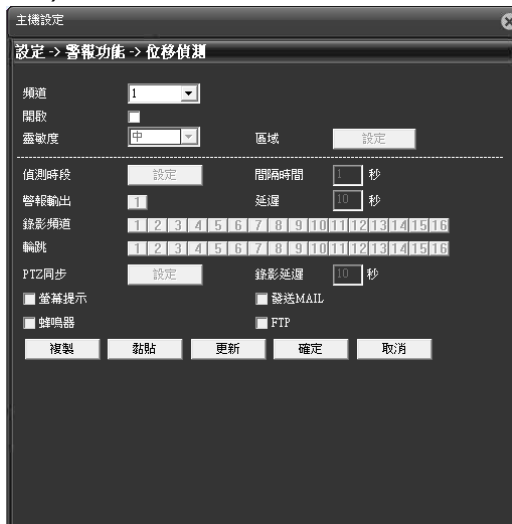 主機設定
設定 -> 警報功能 -> 位移偵測
頻道 1
開啟
靈敏度 中 區域 設定
偵測時段 設定 間隔時間 1 秒
警報輸出 1 延遲 10 秒
錄影頻道 1 2 3 4 5 6 7 8 9 10 11 12 13 14 15 16
輪跳 1 2 3 4 5 6 7 8 9 10 11 12 13 14 15 16
PTZ同步 設定 錄影延遲 10 秒
螢幕提示 發送MAIL
蜂鳴器 FTP
複製 黏貼 更新 確定 取消